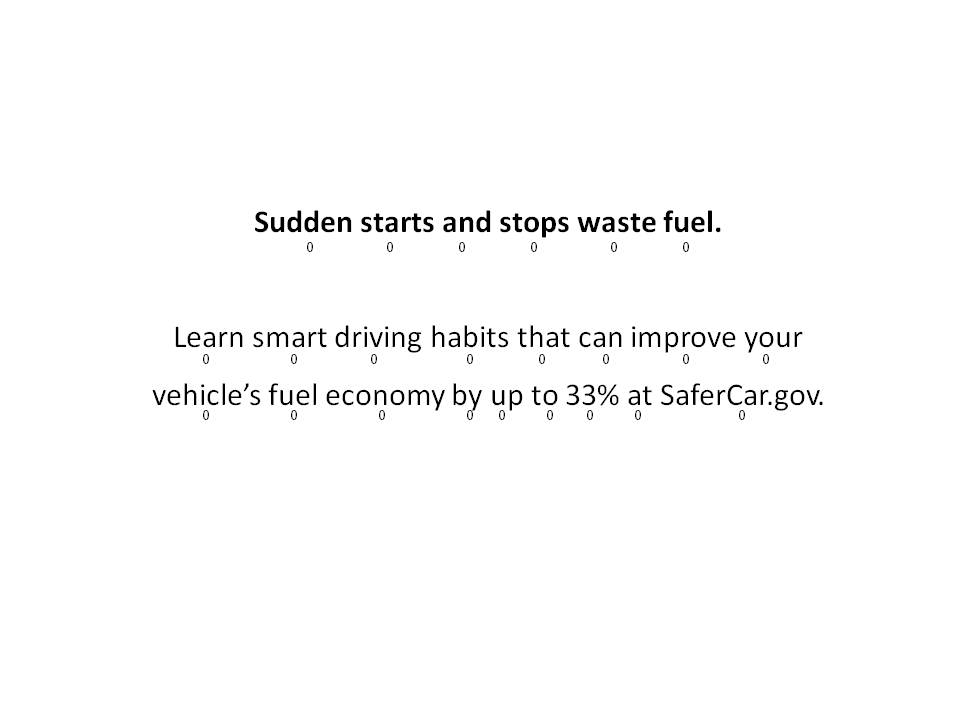 Sudden starts and stops waste fuel.
0 0 0 0 0 0
Learn smart driving habits that can improve your
0 0 0 0 0 0 0 0
vehicle’s fuel economy by up to 33% at SaferCar.gov.
0 0 0 0 0 0 0 0 0